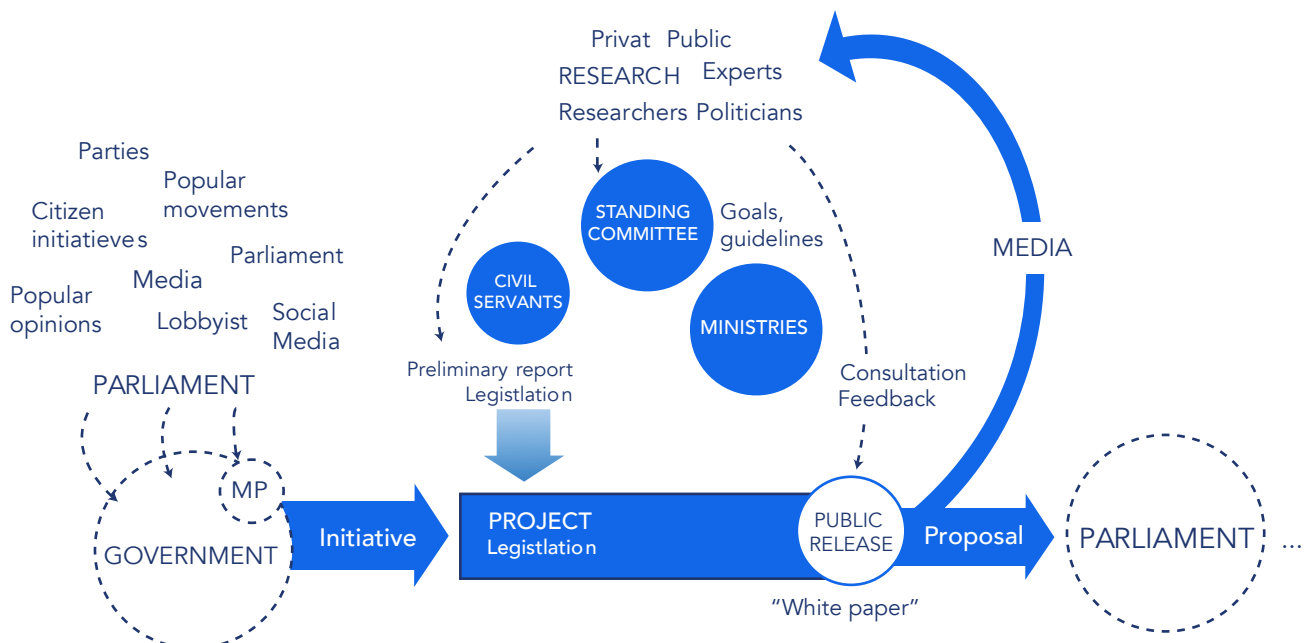 Privat Public
RESEARCH Experts
Researchers Politicians
Parties
Popular
movements
Citizen
initiatieves
Parliament
Media
Popular
opinions
Lobbyist
Social
Media
PARLIAMENT
MP
GOVERNMENT
Initiative
STANDING
COMMITTEE
Goals,
guidelines
CIVIL
SERVANTS
MINISTRIES
Preliminary report
Legistlation
Consultation
Feedback
MEDIA
PROJECT
Legistlation
PUBLIC
RELEASE
"White paper"
Proposal
PARLIAMENT ...